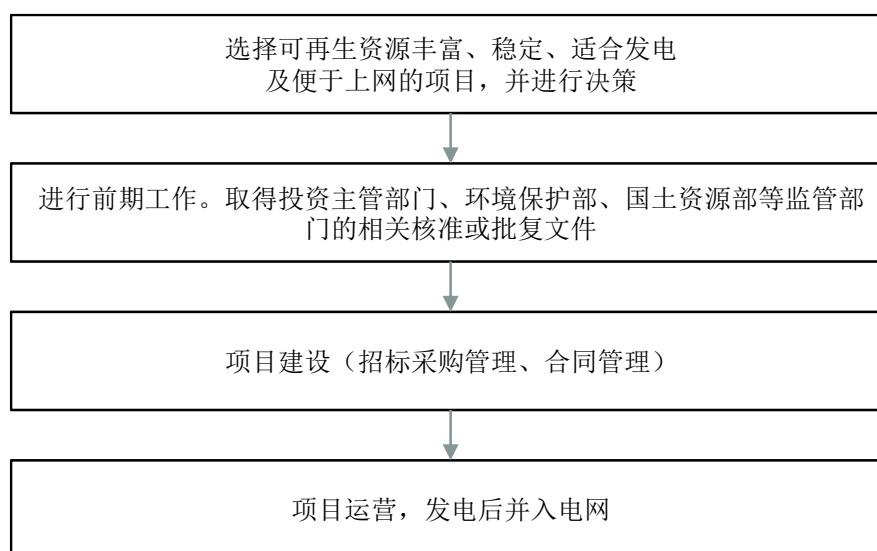 选择可再生资源丰富、稳定、适合发电
及便于上网的项目，并进行决策
进行前期工作。取得投资主管部门、环境保护部、国土资源部等监管部
门的相关核准或批复文件
项目建设（招标采购管理、合同管理）
项目运营，发电后并入电网